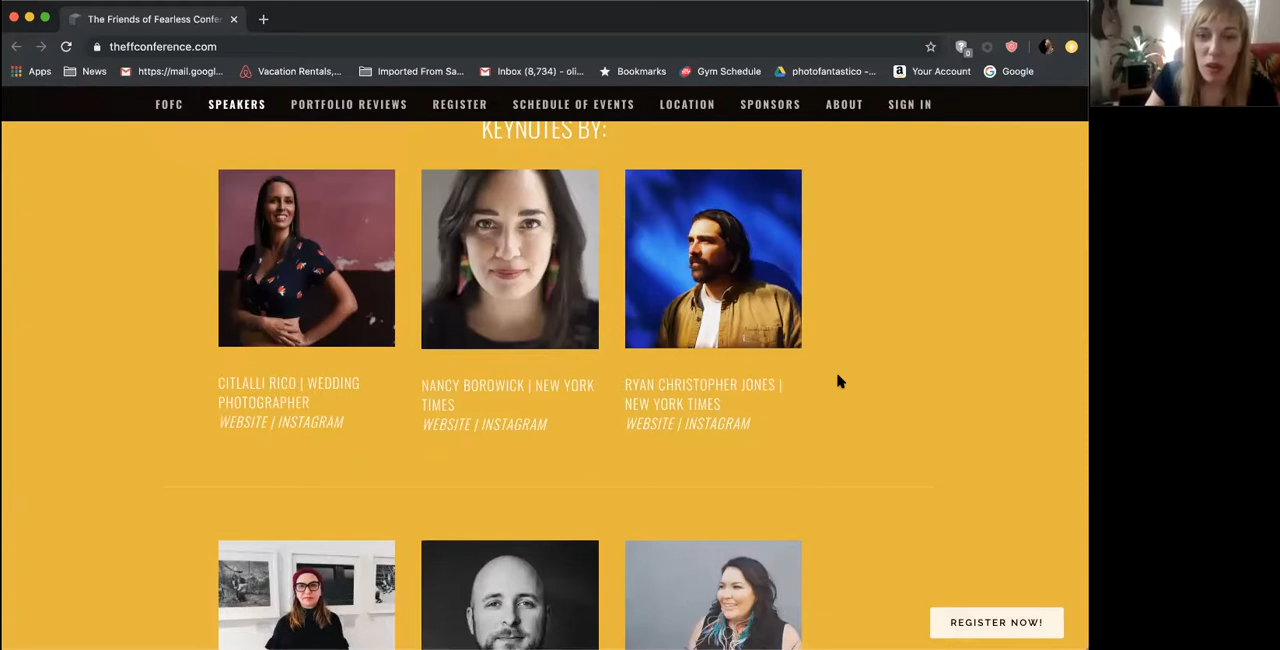 The Friends of Fearless Confer
theffconference.com
0
Apps News https://mail.googl... Vacation Rentals,... Imported From Sa... Inbox (8,734) – oli... Bookmarks Gym Schedule photofantastico –... Your Account Google
FOFC SPEAKERS PORTFOLIO REVIEWS REGISTER SCHEDULE OF EVENTS LOCATION SPONSORS ABOUT SIGN IN
KEYNOTES BY:
CITLALLI RICO | WEDDING
PHOTOGRAPHER
WEBSITE / INSTAGRAM
NANCY BORDWICK | NEW YORK
TIMES
WEBSITE / INSTAGRAM
RYAN CHRISTOPHER JONES |
NEW YORK TIMES
WEBSITE / INSTAGRAM
REGISTER NOW!